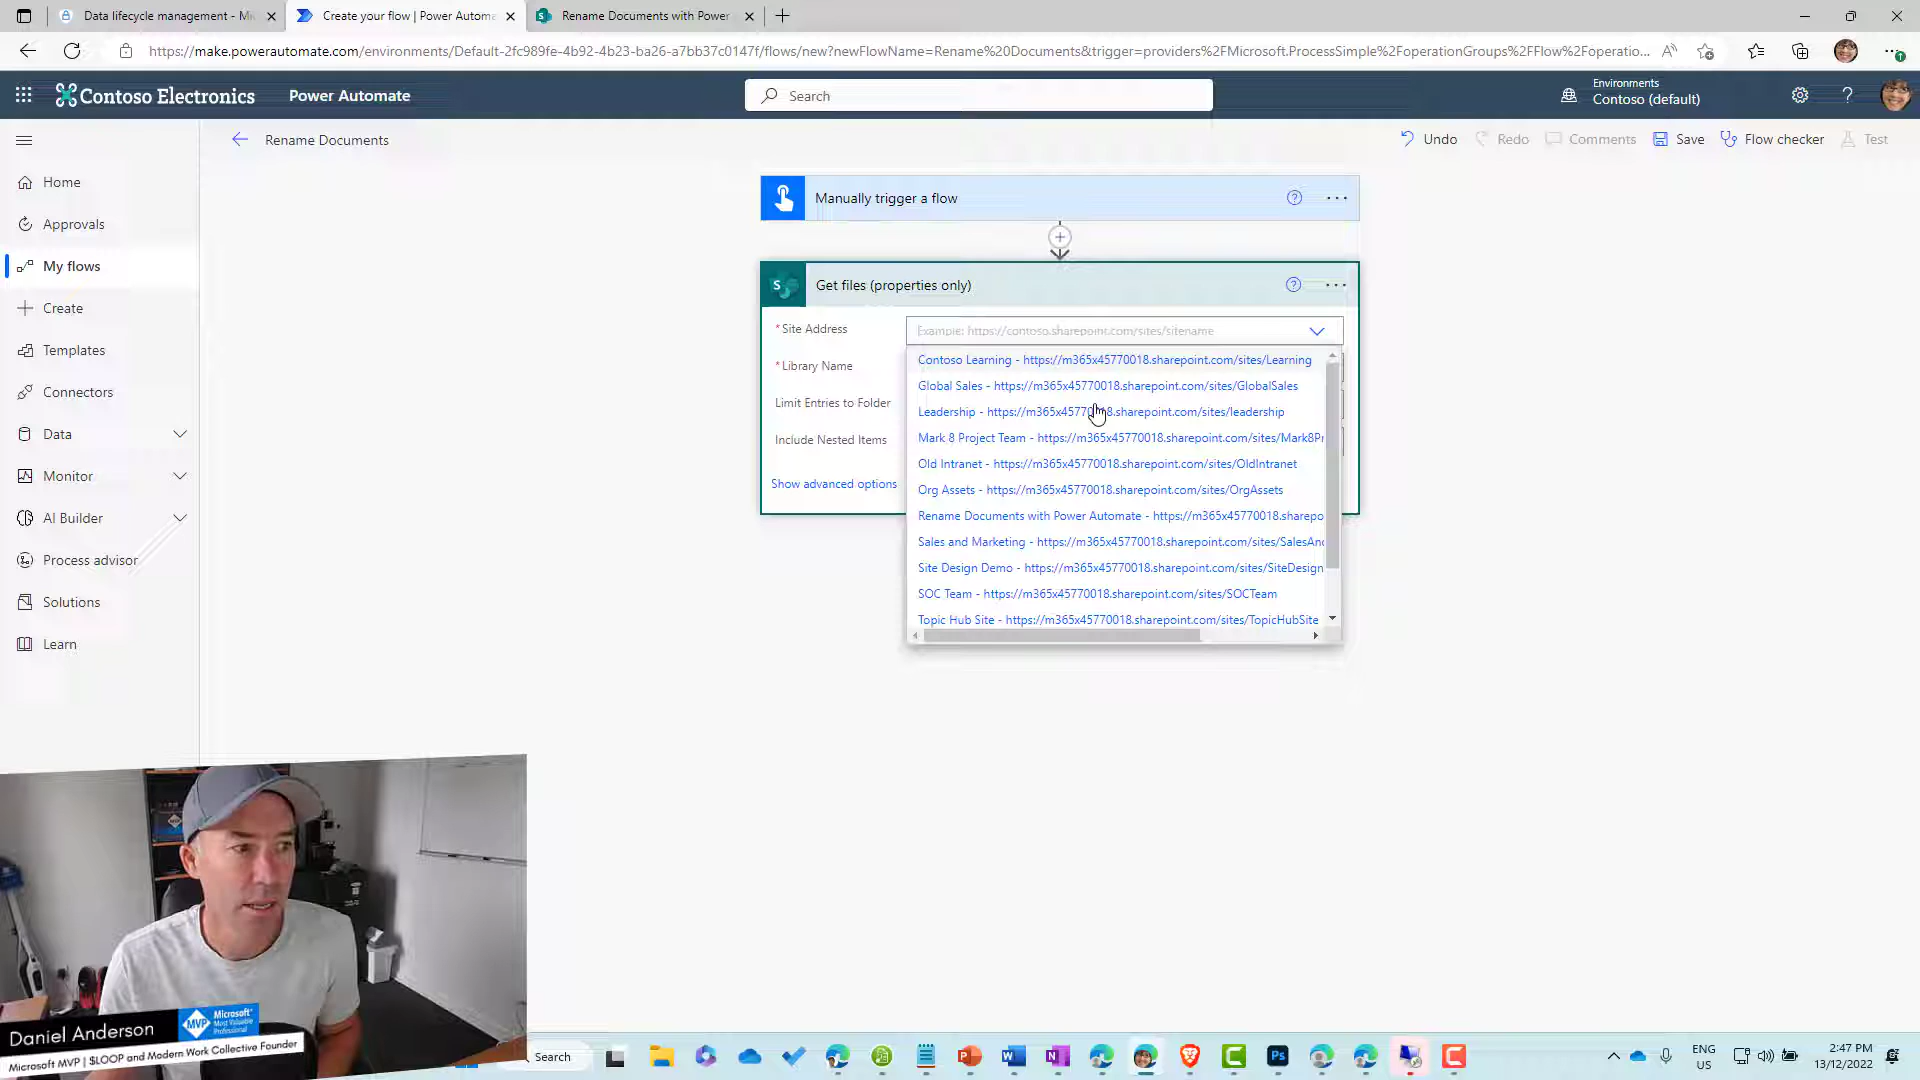 Data lifecycle management - Mi
Create your flow | Power Automa
Rename Documents with Power
https://make.powerautomate.com/environments/Default-2fc989fe-4b92-4b23-ba26-a7bb37c0147f/flows/new?newFlowName=Rename%20Documents&trigger=providers%2FMicrosoft.ProcessSimple%2FoperationGroups%2FFlow%2Foperatio...
Contoso Electronics
Power Automate
Search
Environments
Contoso (default)
Rename Documents
Undo
Redo
Comments
Save
Flow checker
Test
Home
Approvals
My flows
Create
Templates
Connectors
Data
Monitor
AI Builder
Process advisor
Solutions
Learn
Manually trigger a flow
Get files (properties only)
* Site Address
Example: https://contoso.sharepoint.com/sites/sitename
* Library Name
Limit Entries to Folder
Include Nested Items
Show advanced options
Contoso Learning - https://m365x45770018.sharepoint.com/sites/Learning
Global Sales - https://m365x45770018.sharepoint.com/sites/GlobalSales
Leadership - https://m365x45770018.sharepoint.com/sites/leadership
Mark 8 Project Team - https://m365x45770018.sharepoint.com/sites/Mark8Pr
Old Intranet - https://m365x45770018.sharepoint.com/sites/OldIntranet
Org Assets - https://m365x45770018.sharepoint.com/sites/OrgAssets
Rename Documents with Power Automate - https://m365x45770018.sharepo
Sales and Marketing - https://m365x45770018.sharepoint.com/sites/SalesAnd
Site Design Demo - https://m365x45770018.sharepoint.com/sites/SiteDesign
SOC Team - https://m365x45770018.sharepoint.com/sites/SOCTeam
Topic Hub Site - https://m365x45770018.sharepoint.com/sites/TopicHubSite
Daniel Anderson
MVP
Microsoft
Most Valuable
Professional
Microsoft MVP | $LOOP and Modern Work Collective Founder
Search
Ps
ENG
US
2:47 PM
13/12/2022